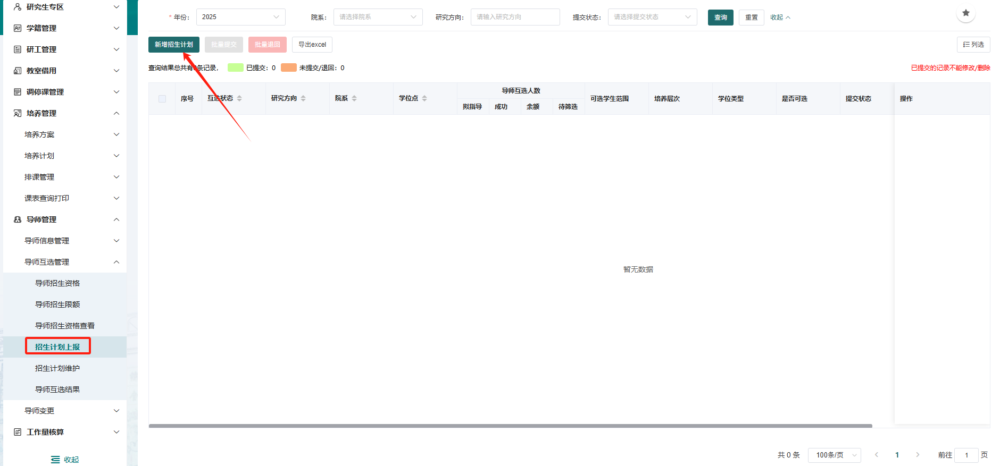 研究生专区
学籍管理
研工管理
教室借用
调停课管理
培养管理
培养方案
培养计划
排课管理
课表查询打印
导师管理
导师信息管理
导师互选管理
导师招生资格
导师招生限额
导师招生资格查看
招生计划上报
招生计划维护
导师互选结果
导师变更
工作量核算
收起
* 年份： 2025 院系： 请选择院系 研究方向： 请输入研究方向 提交状态： 请选择提交状态 查询 重置 收起
新增招生计划 批量提交 批量退回 导出excel 列选
查询结果总共有0条记录， 已提交：0 未提交/退回：0 已提交的记录不能修改/删除
序号 互选状态 研究方向 院系 学位点 导师互选人数 可选学生范围 培养层次 学位类型 是否可选 提交状态 操作
拟指导 成功 余额 待筛选
暂无数据
共 0 条 100条/页 1 前往 1 页